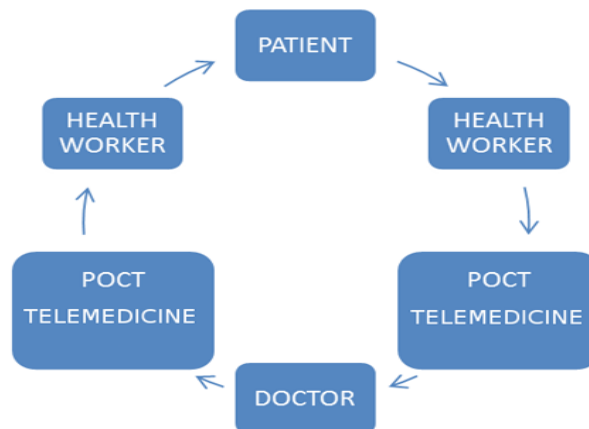 PATIENT
HEALTH
WORKER
HEALTH
WORKER
POCT
TELEMEDICINE
POCT
TELEMEDICINE
DOCTOR